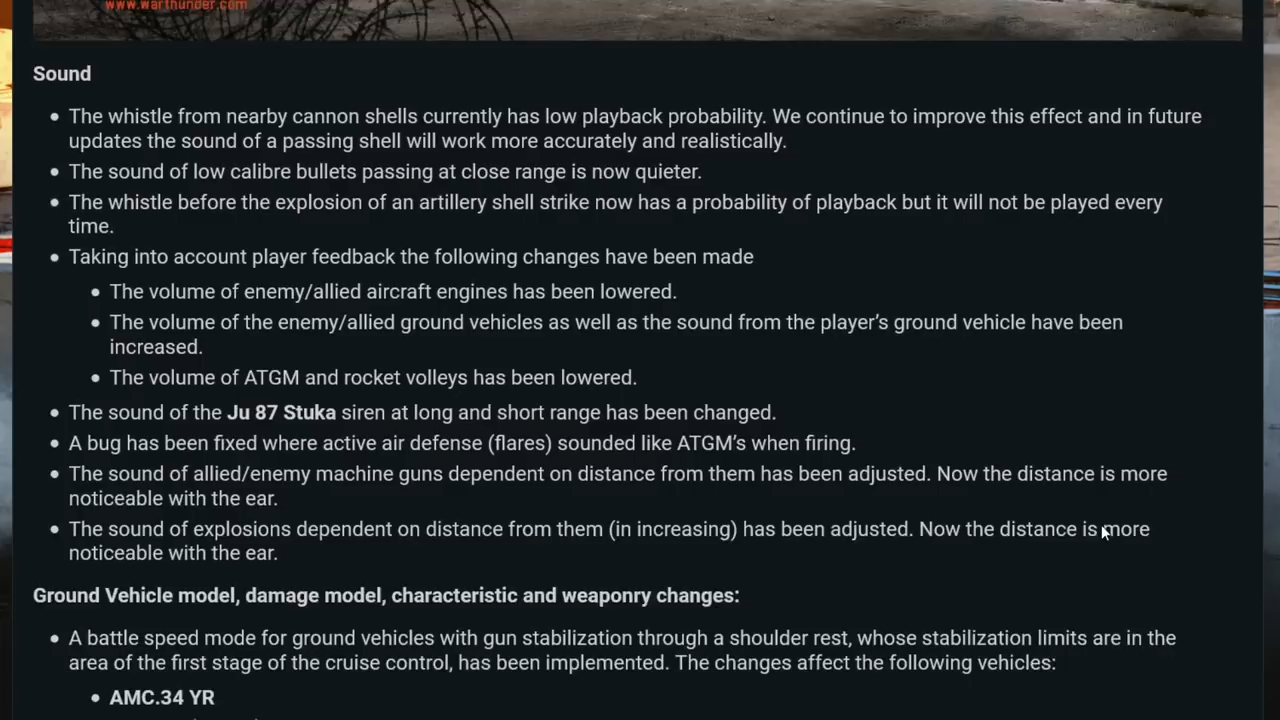 www.warthunder.com
Sound
The whistle from nearby cannon shells currently has low playback probability. We continue to improve this effect and in future
updates the sound of a passing shell will work more accurately and realistically.
The sound of low calibre bullets passing at close range is now quieter.
The whistle before the explosion of an artillery shell strike now has a probability of playback but it will not be played every
time.
Taking into account player feedback the following changes have been made
The volume of enemy/allied aircraft engines has been lowered.
The volume of the enemy/allied ground vehicles as well as the sound from the player's ground vehicle have been
increased.
The volume of ATGM and rocket volleys has been lowered.
The sound of the Ju 87 Stuka siren at long and short range has been changed.
A bug has been fixed where active air defense (flares) sounded like ATGM's when firing.
The sound of allied/enemy machine guns dependent on distance from them has been adjusted. Now the distance is more
noticeable with the ear.
The sound of explosions dependent on distance from them (in increasing) has been adjusted. Now the distance is more
noticeable with the ear.
Ground Vehicle model, damage model, characteristic and weaponry changes:
A battle speed mode for ground vehicles with gun stabilization through a shoulder rest, whose stabilization limits are in the
area of the first stage of the cruise control, has been implemented. The changes affect the following vehicles:
AMC.34 YR